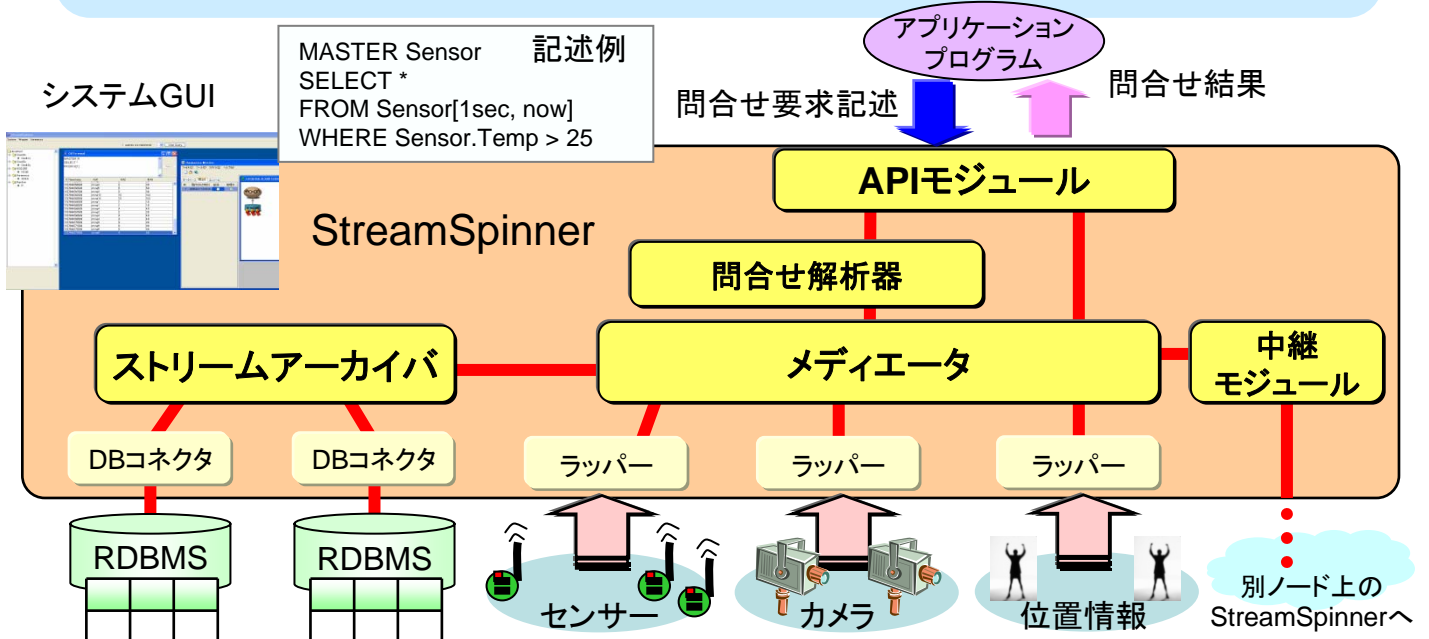 アプリケーション
プログラム
MASTER Sensor 記述例
SELECT *
FROM Sensor[1sec, now]
WHERE Sensor.Temp > 25
システムGUI
問合せ要求記述
問合せ結果
APIモジュール
StreamSpinner
問合せ解析器
ストリームアーカイバ
メディエータ
中継
モジュール
DBコネクタ
DBコネクタ
ラッパー
ラッパー
ラッパー
RDBMS
RDBMS
センサー
カメラ
位置情報
別ノード上の
StreamSpinnerへ